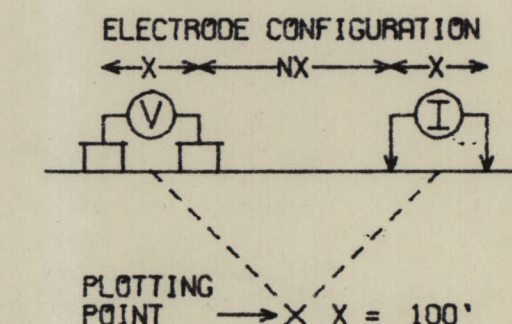 ELECTRODE CONFIGURATION
X NX X
V I
PLOTTING
POINT X X = 100'